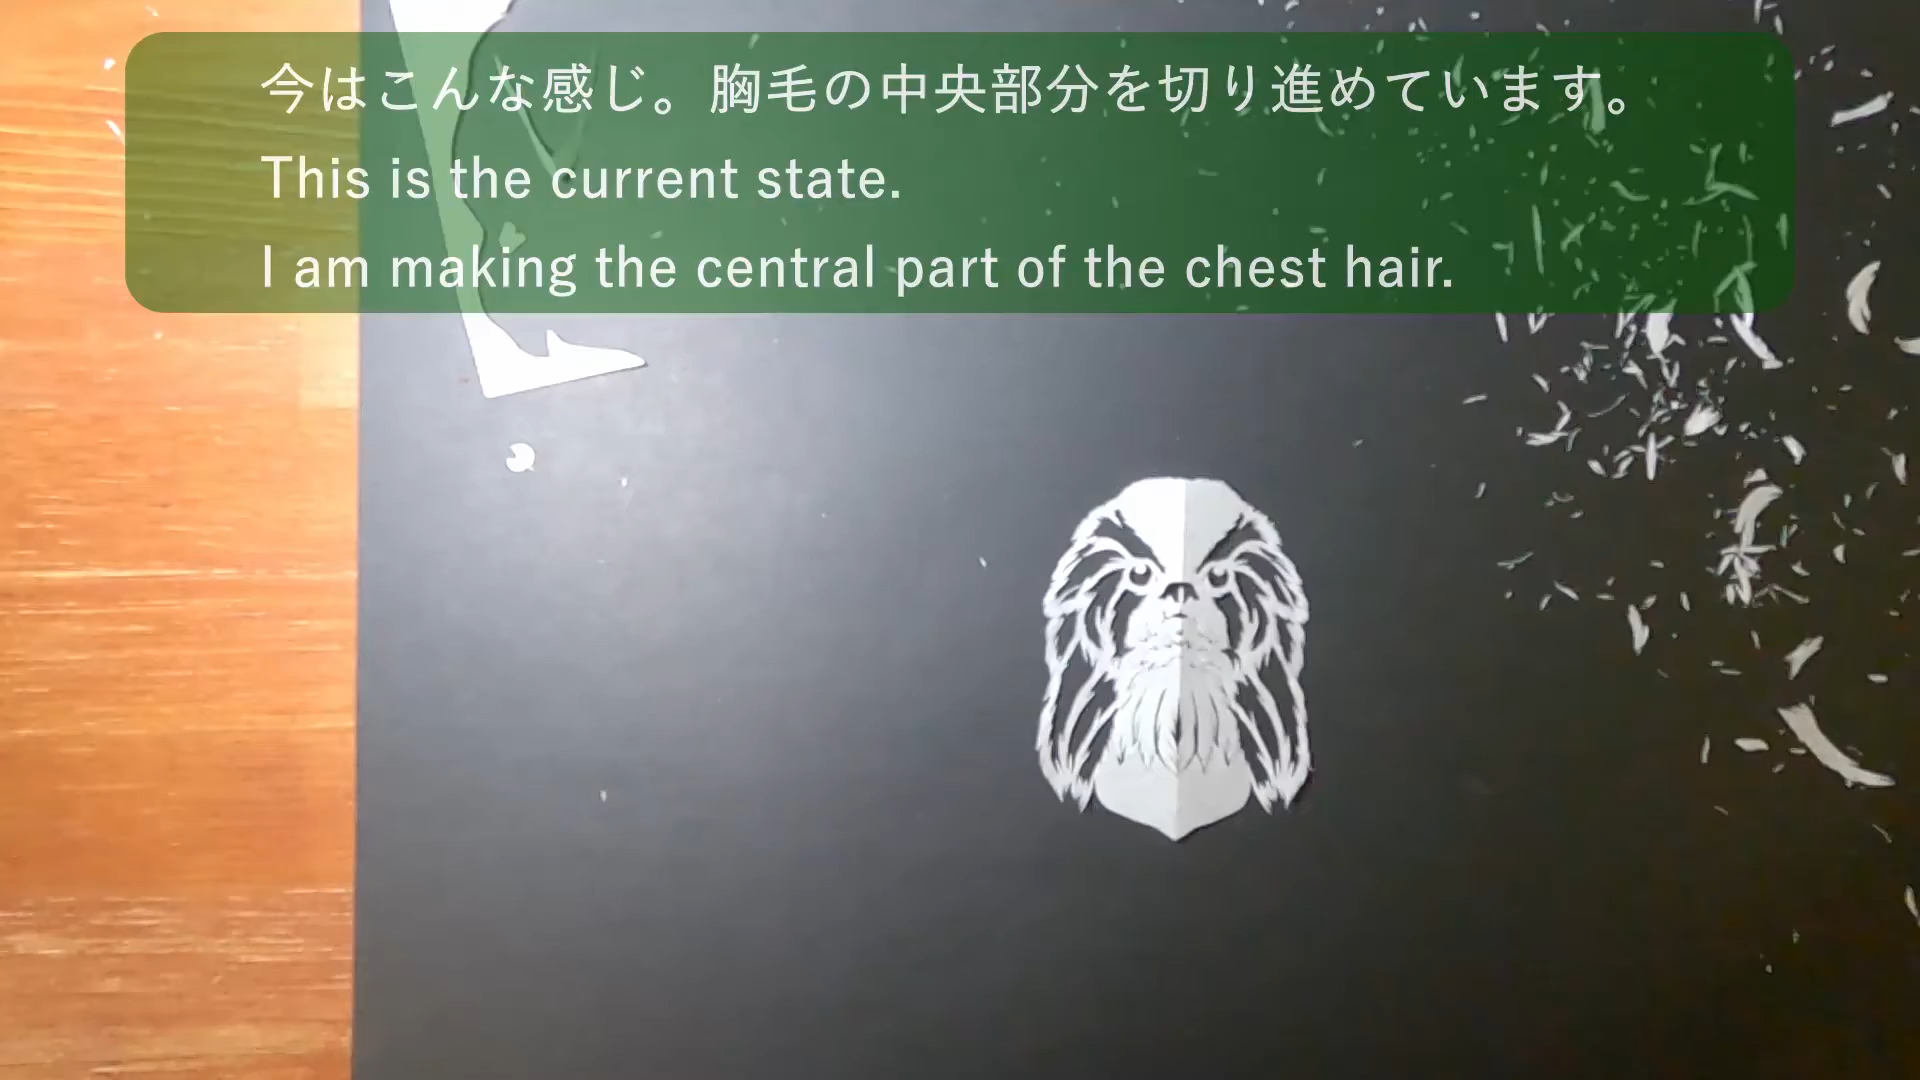 今はこんな感じ。胸毛の中央部分を切り進めています。
This is the current state.
I am making the central part of the chest hair.